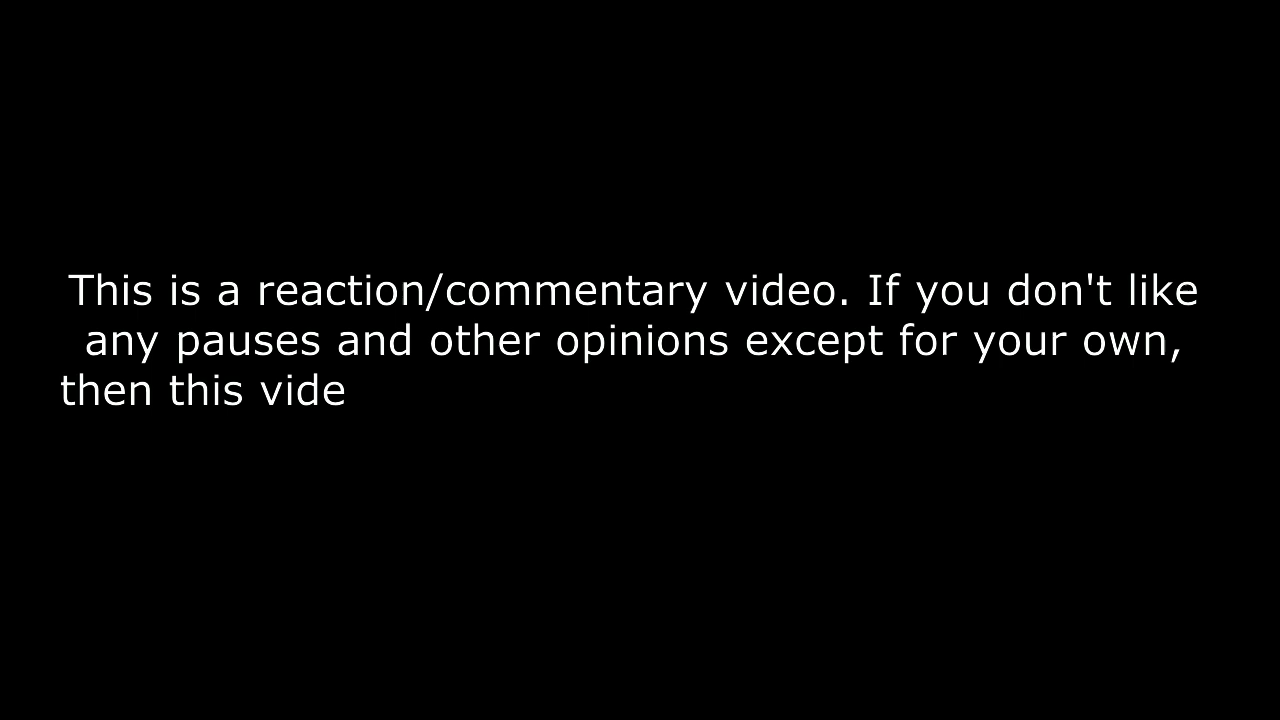 This is a reaction/commentary video. If you don't like
any pauses and other opinions except for your own,
then this vide